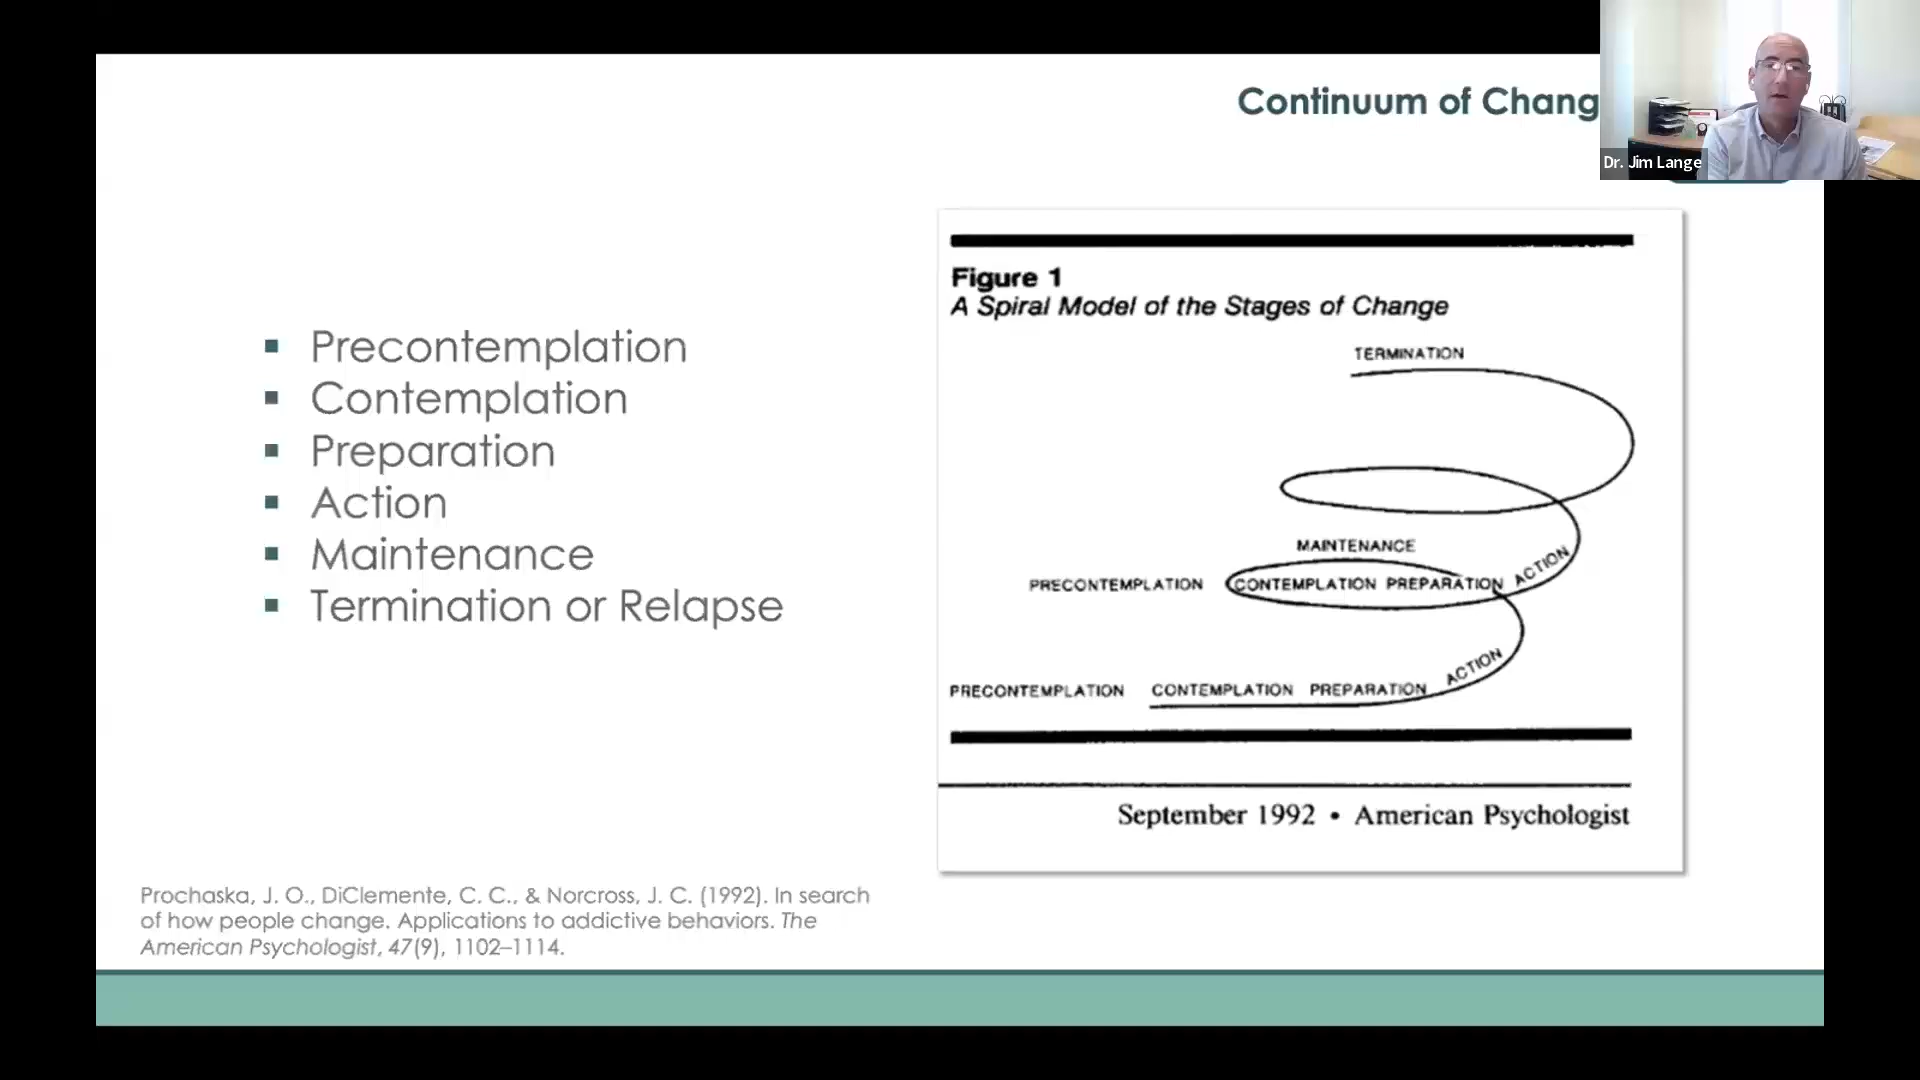 Continuum of Chang
Dr. Jim Lange
▪ Precontemplation
▪ Contemplation
▪ Preparation
▪ Action
▪ Maintenance
▪ Termination or Relapse
Figure 1
A Spiral Model of the Stages of Change
TERMINATION
MAINTENANCE
PRECONTEMPLATION CONTEMPLATION PREPARATION ACTION
PRECONTEMPLATION CONTEMPLATION PREPARATION ACTION
September 1992 • American Psychologist
Prochaska, J. O., DiClemente, C. C., & Norcross, J. C. (1992). In search
of how people change. Applications to addictive behaviors. The
American Psychologist, 47(9), 1102–1114.